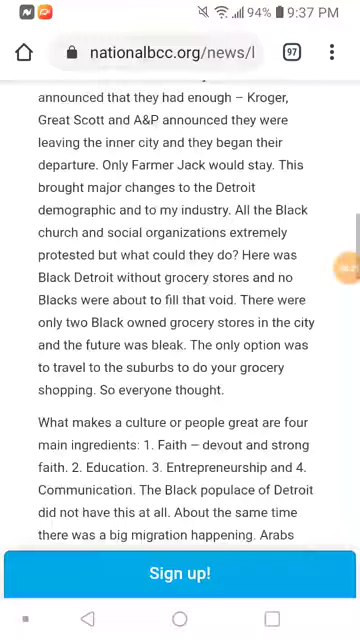 94% 9:37 PM
nationalbcc.org/news/l
97
announced that they had enough – Kroger,
Great Scott and A&P announced they were
leaving the inner city and they began their
departure. Only Farmer Jack would stay. This
brought major changes to the Detroit
demographic and to my industry. All the Black
church and social organizations extremely
protested but what could they do? Here was
Black Detroit without grocery stores and no
Blacks were about to fill that void. There were
only two Black owned grocery stores in the city
and the future was bleak. The only option was
to travel to the suburbs to do your grocery
shopping. So everyone thought.
What makes a culture or people great are four
main ingredients: 1. Faith – devout and strong
faith. 2. Education. 3. Entrepreneurship and 4.
Communication. The Black populace of Detroit
did not have this at all. About the same time
there was a big migration happening. Arabs
Sign up!